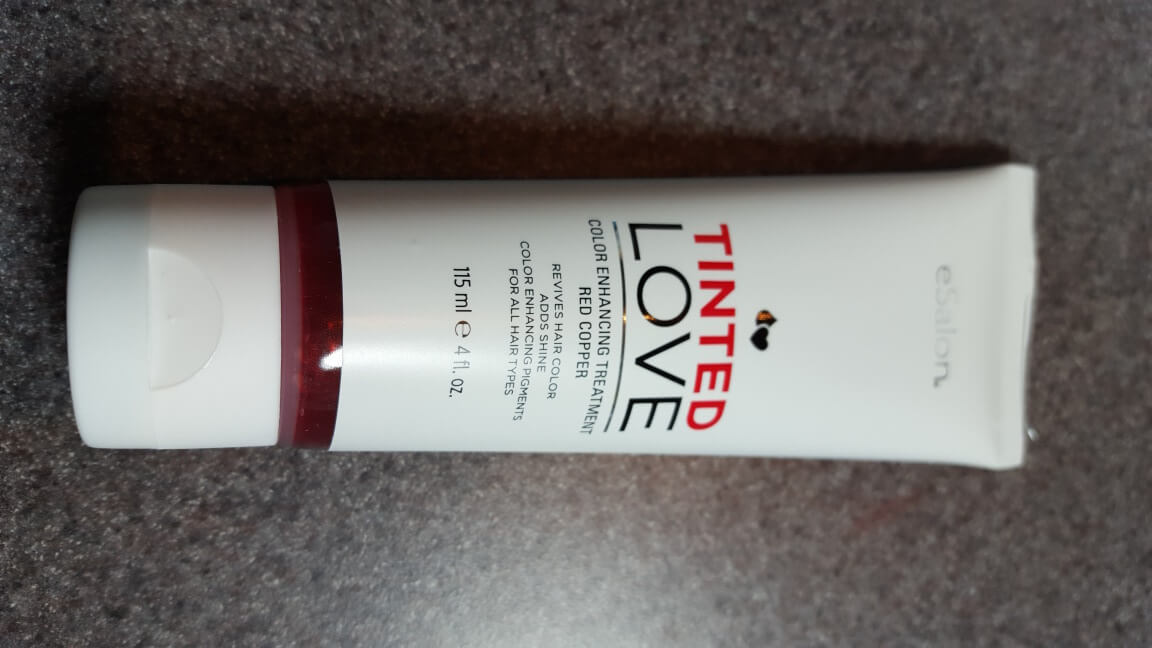 eSalon.
TINTED
LOVE
COLOR ENHANCING TREATMENT
RED COPPER
REVIVES HAIR COLOR
ADDS SHINE
COLOR ENHANCING PIGMENTS
FOR ALL HAIR TYPES
115 ml ℮ 4 fl. oz.